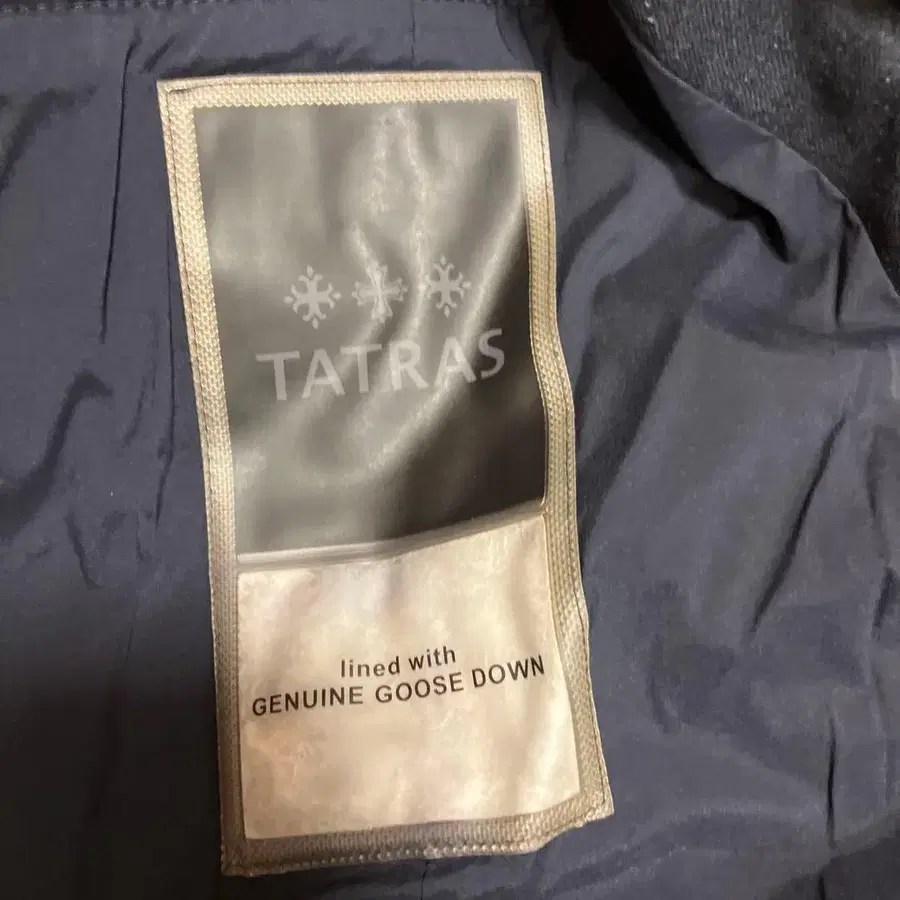 TATRAS
lined with
GENUINE GOOSE DOWN